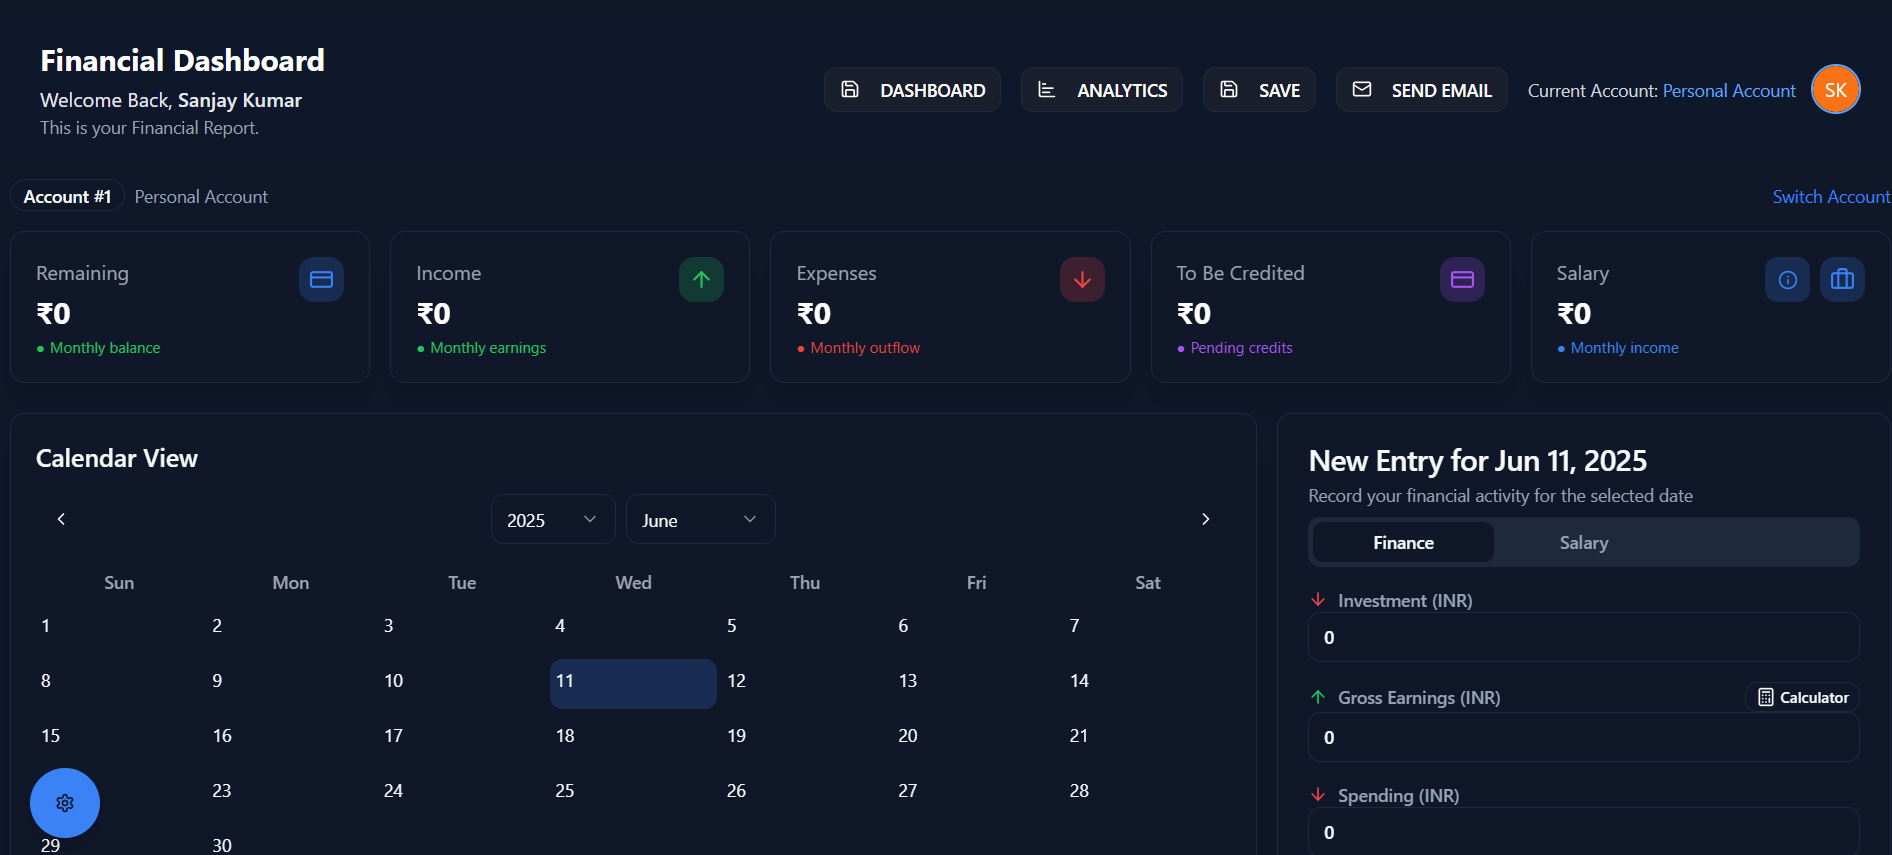 Financial Dashboard
Welcome Back, Sanjay Kumar
This is your Financial Report.
DASHBOARD
ANALYTICS
SAVE
SEND EMAIL
Current Account: Personal Account
SK
Account #1 Personal Account
Switch Account
Remaining
₹0
● Monthly balance
Income
₹0
● Monthly earnings
Expenses
₹0
● Monthly outflow
To Be Credited
₹0
● Pending credits
Salary
₹0
● Monthly income
Calendar View
2025 June
Sun Mon Tue Wed Thu Fri Sat
1 2 3 4 5 6 7
8 9 10 11 12 13 14
15 16 17 18 19 20 21
23 24 25 26 27 28
29 30
New Entry for Jun 11, 2025
Record your financial activity for the selected date
Finance Salary
Investment (INR)
0
Gross Earnings (INR) Calculator
0
Spending (INR)
0